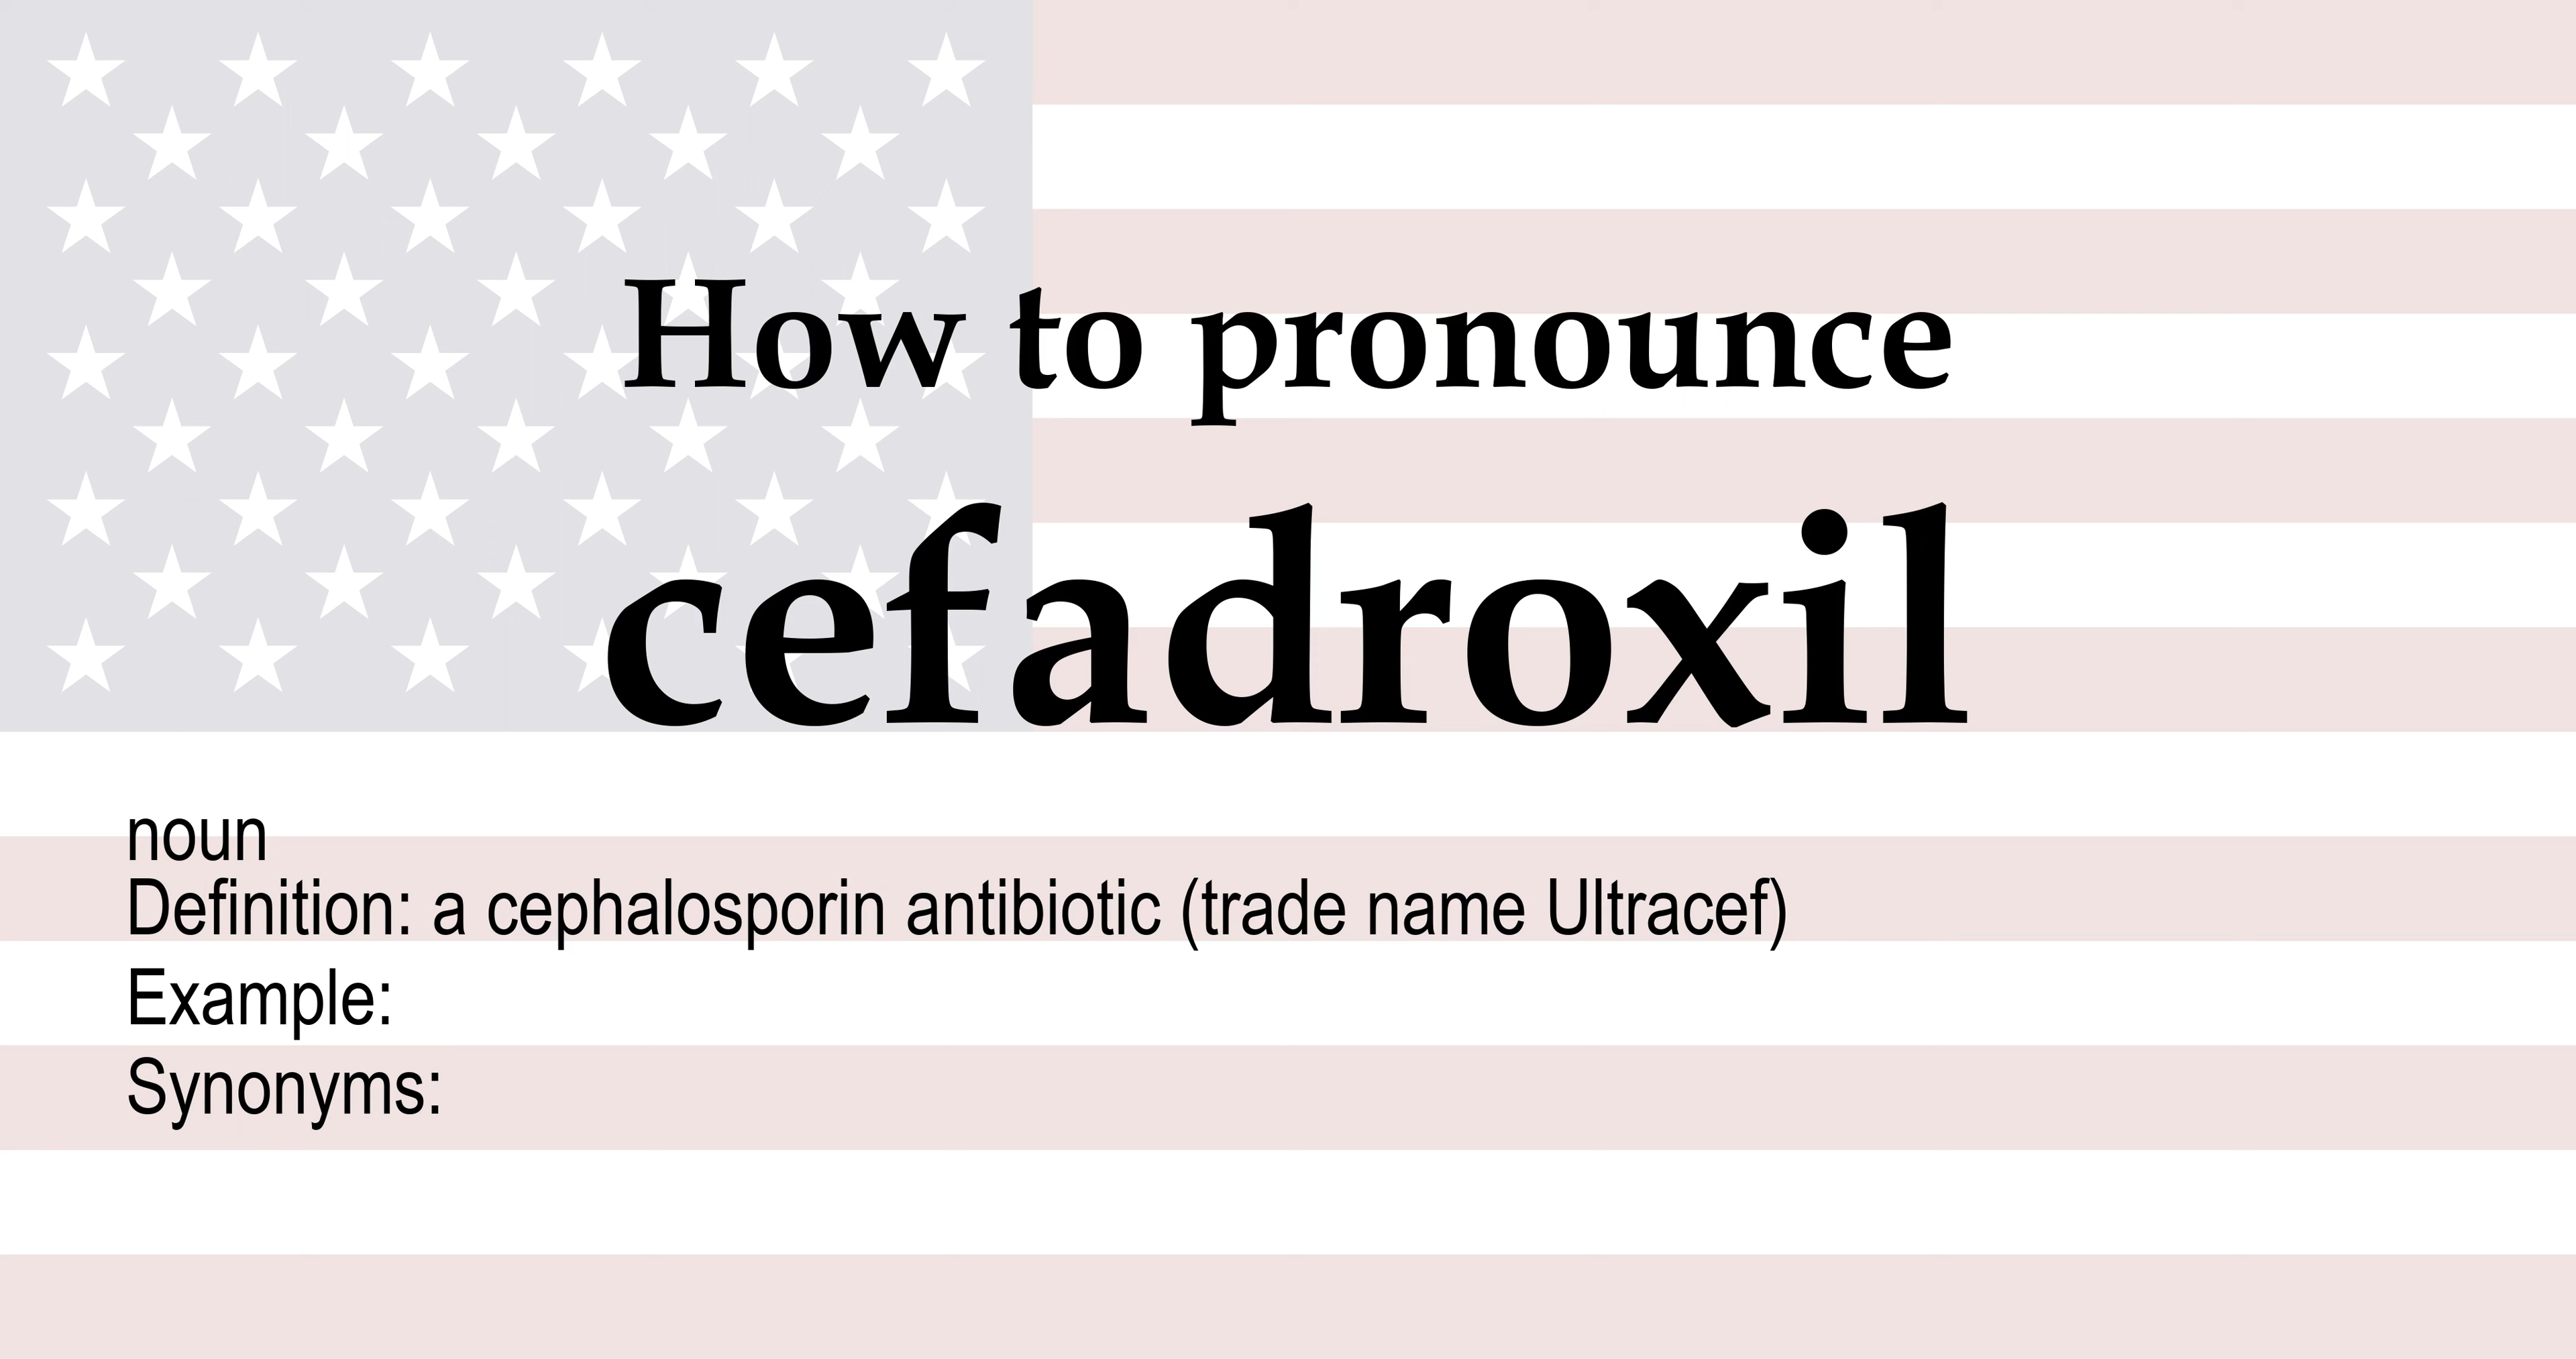 How to pronounce
cefadroxil
noun
Definition: a cephalosporin antibiotic (trade name Ultracef)
Example:
Synonyms: